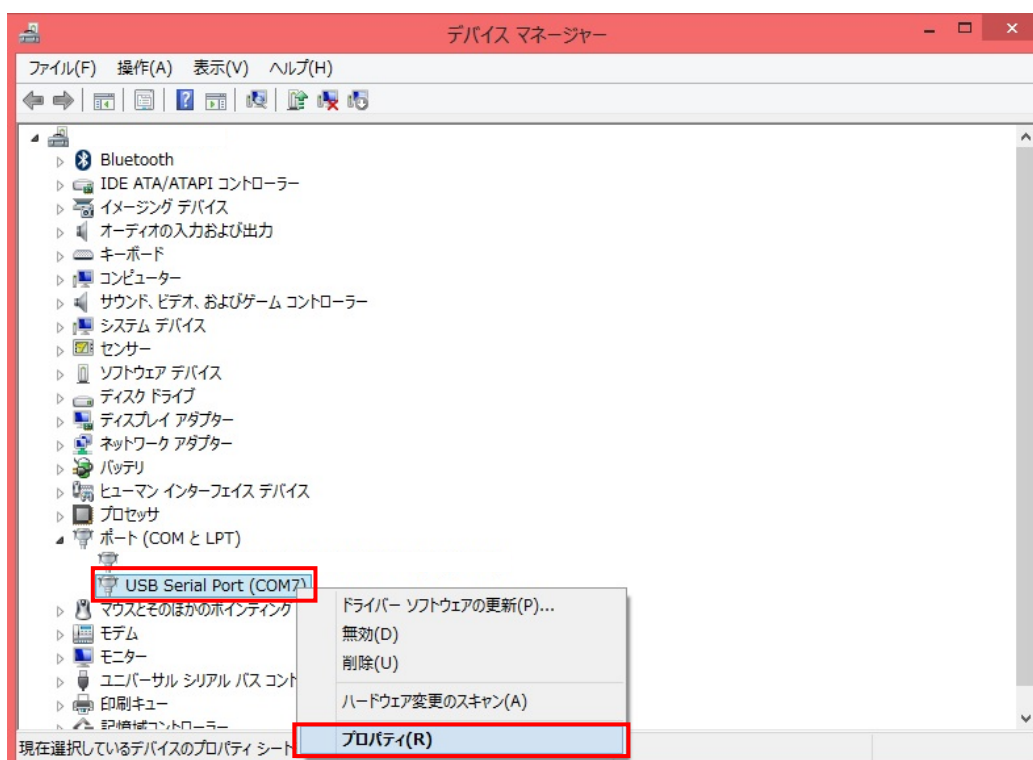 デバイス マネージャー
ファイル(F) 操作(A) 表示(V) ヘルプ(H)
Bluetooth
IDE ATA/ATAPI コントローラー
イメージング デバイス
オーディオの入力および出力
キーボード
コンピューター
サウンド、ビデオ、およびゲーム コントローラー
システム デバイス
センサー
ソフトウェア デバイス
ディスク ドライブ
ディスプレイ アダプター
ネットワーク アダプター
バッテリ
ヒューマン インターフェイス デバイス
プロセッサ
ポート (COM と LPT)
USB Serial Port (COM7)
マウスとそのほかのポインティング
モデム
モニター
ユニバーサル シリアル バス コント
印刷キュー
記憶域コントローラー
ドライバー ソフトウェアの更新(P)...
無効(D)
削除(U)
ハードウェア変更のスキャン(A)
プロパティ(R)
現在選択しているデバイスのプロパティ シート